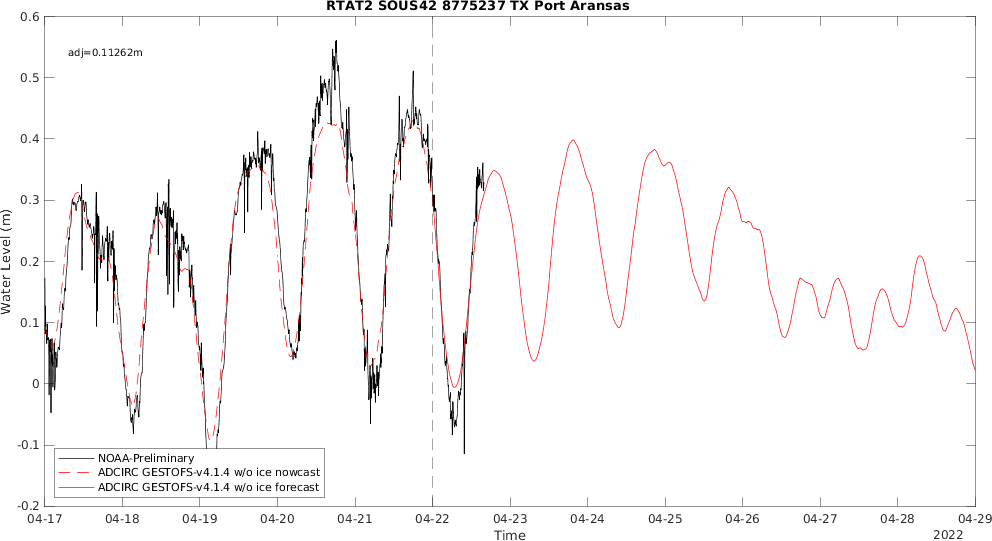 RTAT2 SOUS42 8775237 TX Port Aransas
adj=0.11262m
0.6
0.5
0.4
0.3
0.2
0.1
0
-0.1
-0.2
Water Level (m)
NOAA-Preliminary
ADCIRC GESTOFS-v4.1.4 w/o ice nowcast
ADCIRC GESTOFS-v4.1.4 w/o ice forecast
04-17 04-18 04-19 04-20 04-21 04-22 04-23 04-24 04-25 04-26 04-27 04-28 04-29
Time
2022